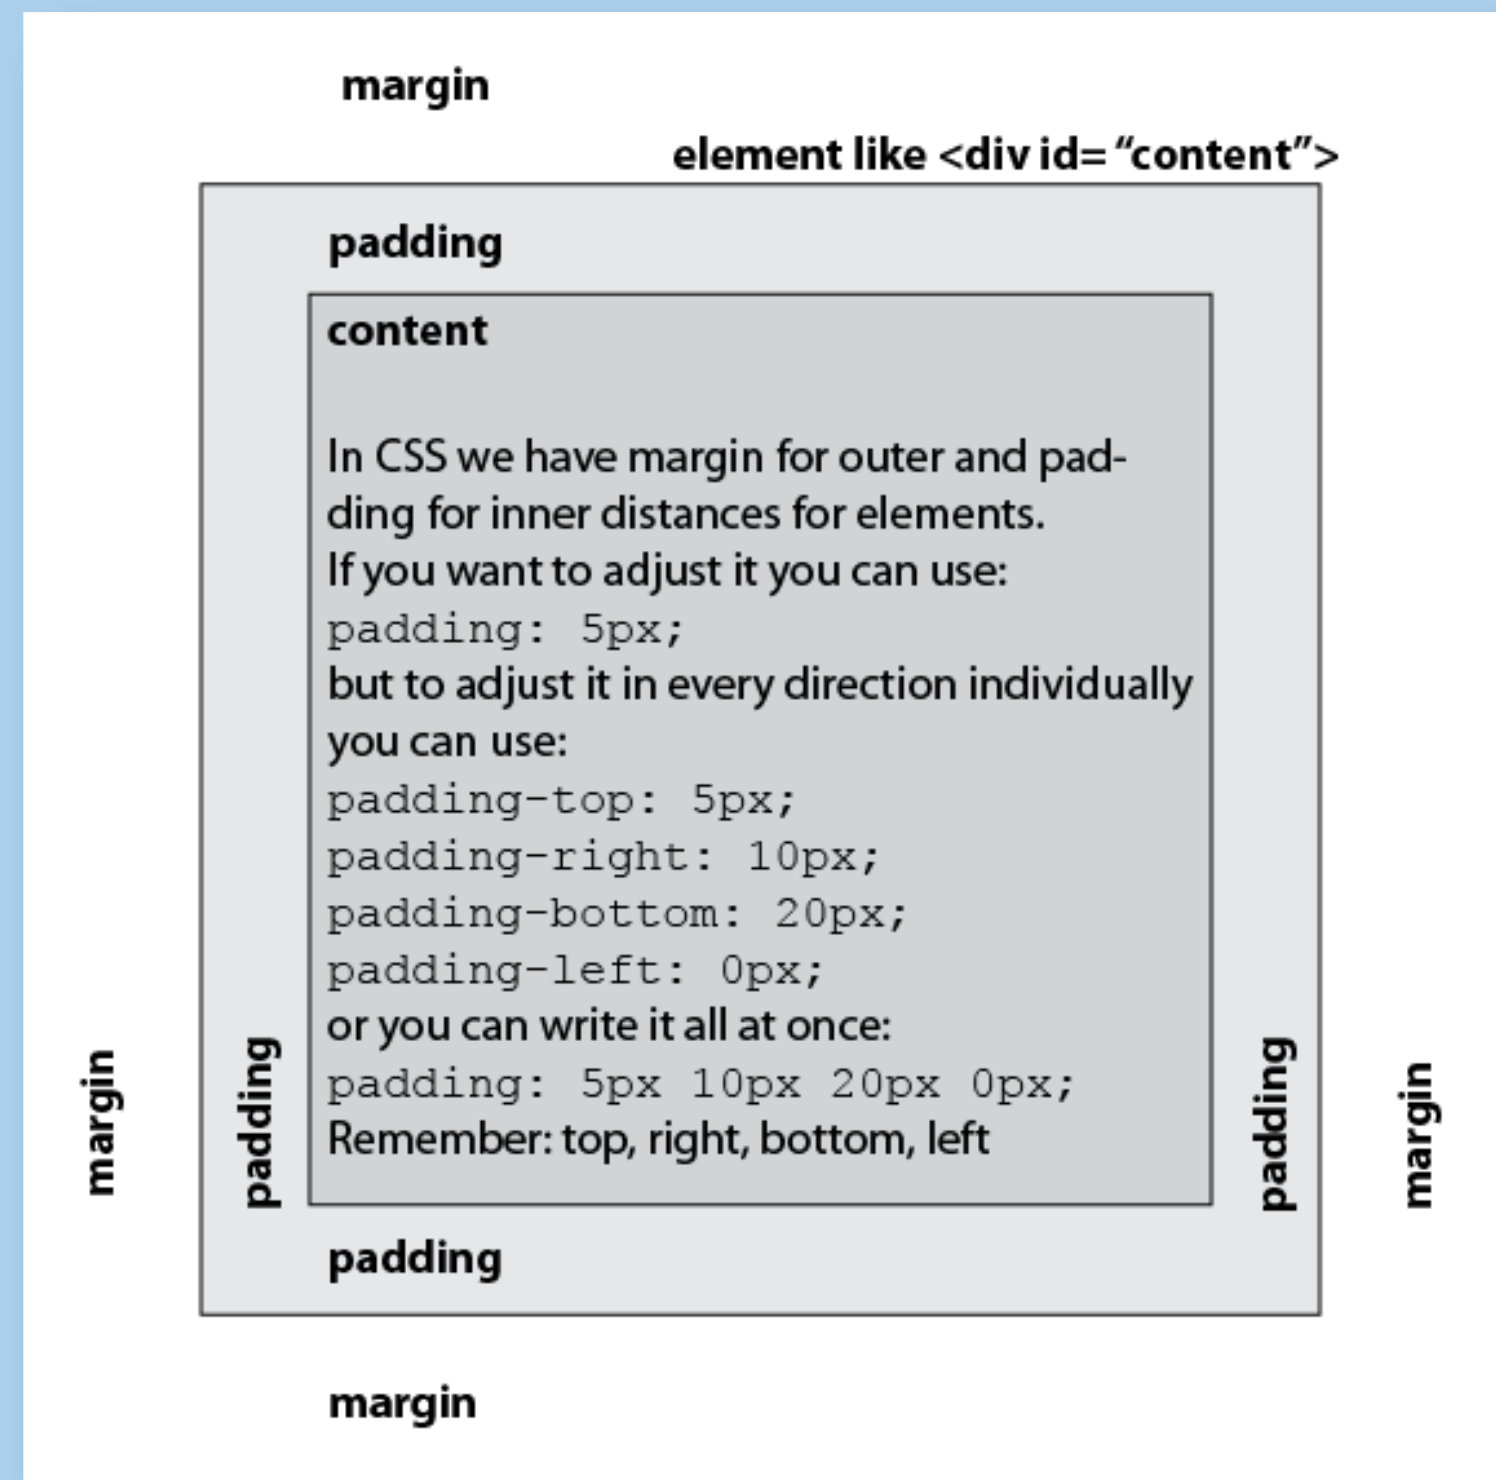 margin
element like <div id= “content”>
padding
content
In CSS we have margin for outer and pad-
ding for inner distances for elements.
If you want to adjust it you can use:
padding: 5px;
but to adjust it in every direction individually
you can use:
padding-top: 5px;
padding-right: 10px;
padding-bottom: 20px;
padding-left: 0px;
or you can write it all at once:
padding: 5px 10px 20px 0px;
Remember: top, right, bottom, left
margin
padding
padding
margin
padding
margin